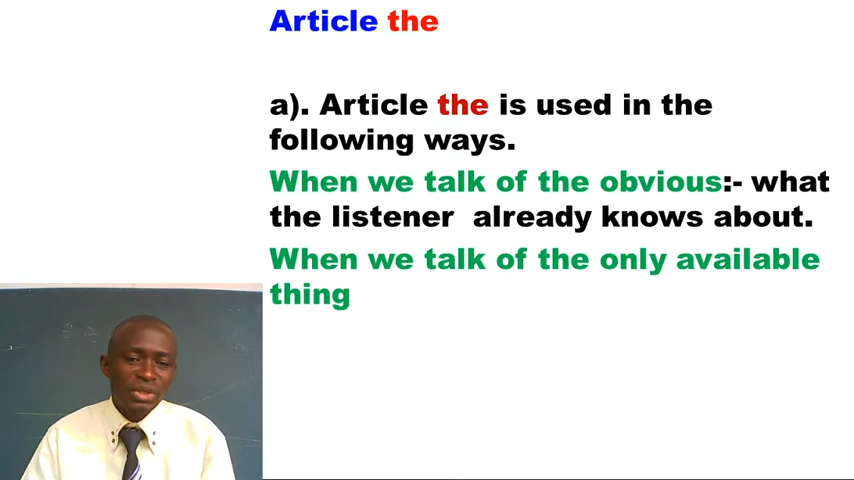 Article the
a). Article the is used in the
following ways.
When we talk of the obvious:- what
the listener already knows about.
When we talk of the only available
thing